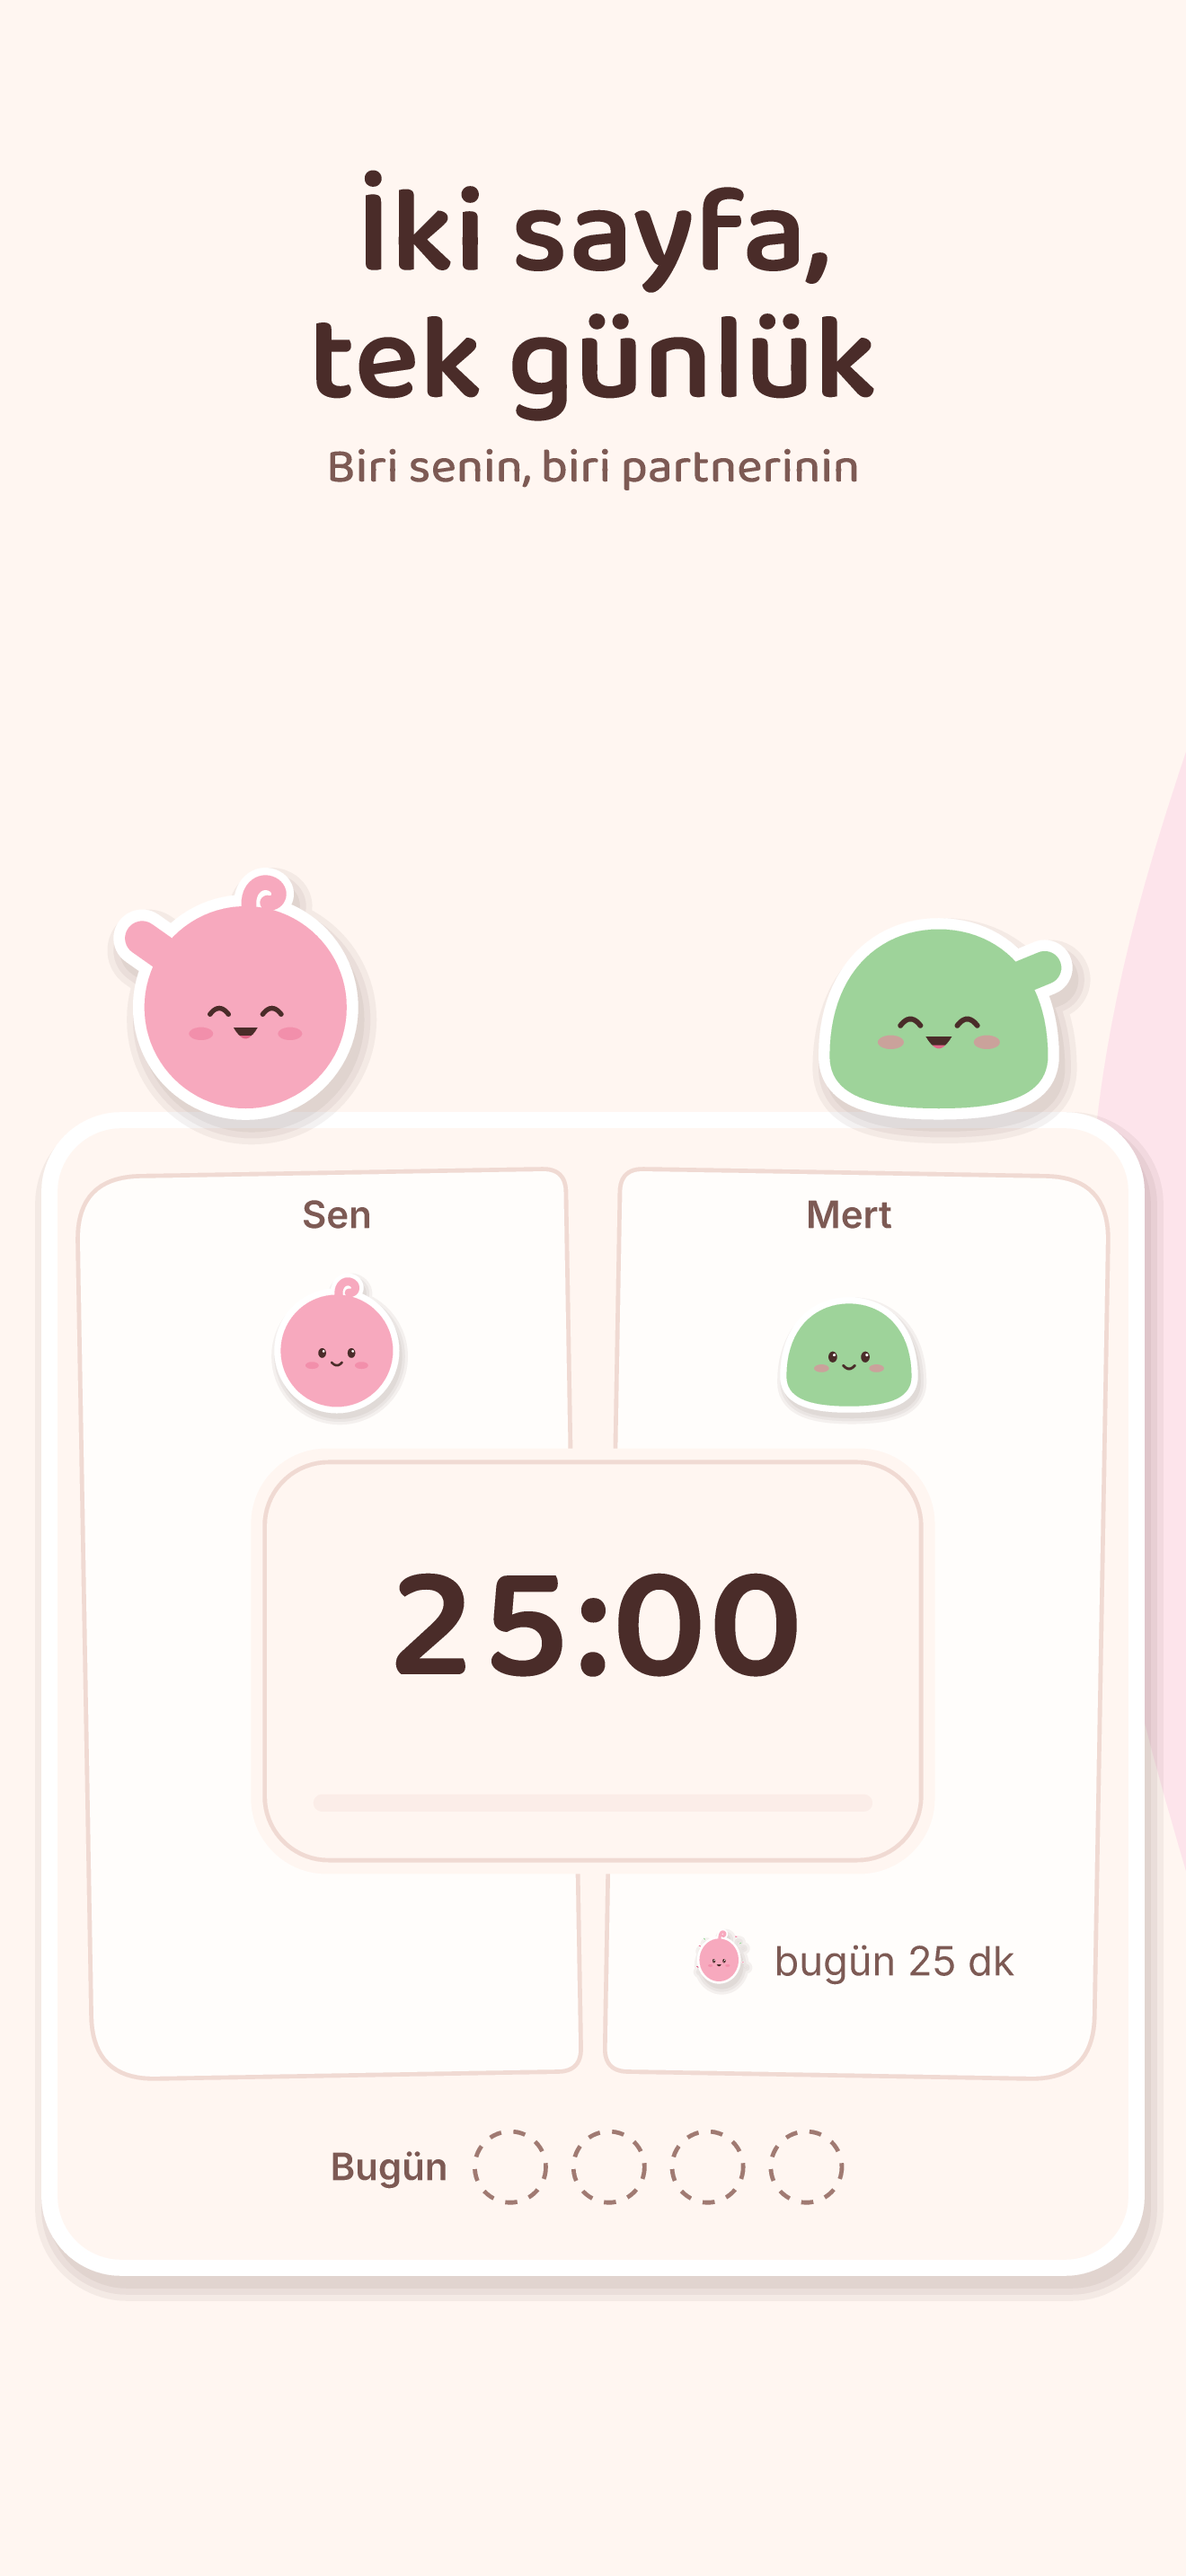 İki sayfa,
tek günlük
Biri senin, biri partnerinin
Sen
Mert
25:00
bugün 25 dk
Bugün